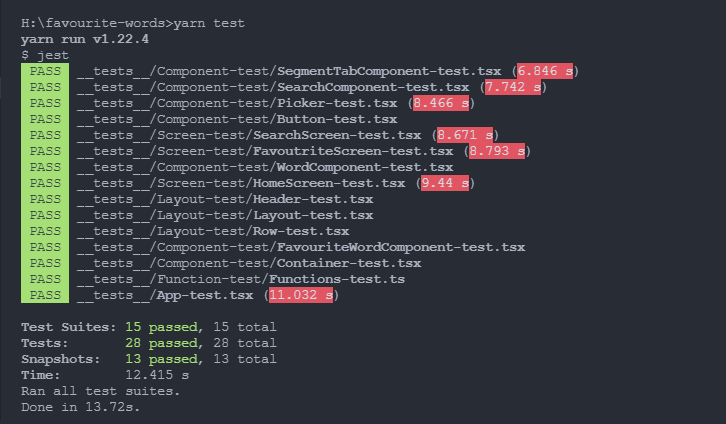 H:\favourite-words>yarn test
yarn run v1.22.4
$ jest
PASS __tests__/Component-test/SegmentTabComponent-test.tsx (6.846 s)
PASS __tests__/Component-test/SearchComponent-test.tsx (7.742 s)
PASS __tests__/Component-test/Picker-test.tsx (8.466 s)
PASS __tests__/Component-test/Button-test.tsx
PASS __tests__/Screen-test/SearchScreen-test.tsx (8.671 s)
PASS __tests__/Screen-test/FavoutriteScreen-test.tsx (8.793 s)
PASS __tests__/Component-test/WordComponent-test.tsx
PASS __tests__/Screen-test/HomeScreen-test.tsx (9.44 s)
PASS __tests__/Layout-test/Header-test.tsx
PASS __tests__/Layout-test/Layout-test.tsx
PASS __tests__/Layout-test/Row-test.tsx
PASS __tests__/Component-test/FavouriteWordComponent-test.tsx
PASS __tests__/Component-test/Container-test.tsx
PASS __tests__/Function-test/Functions-test.ts
PASS __tests__/App-test.tsx (11.032 s)
Test Suites: 15 passed, 15 total
Tests: 28 passed, 28 total
Snapshots: 13 passed, 13 total
Time: 12.415 s
Ran all test suites.
Done in 13.72s.